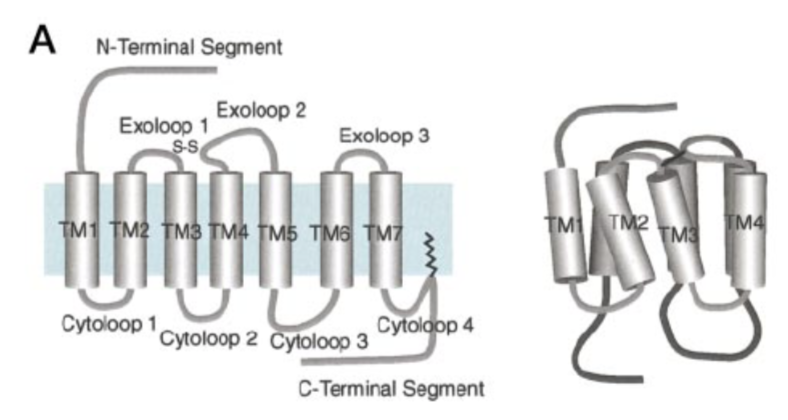 A
N-Terminal Segment
Exoloop 1
Exoloop 2
S-S
Exoloop 3
TM1 TM2 TM3 TM4 TM5 TM6 TM7
TM1 TM2 TM3 TM4
Cytoloop 1
Cytoloop 2
Cytoloop 3
Cytoloop 4
C-Terminal Segment